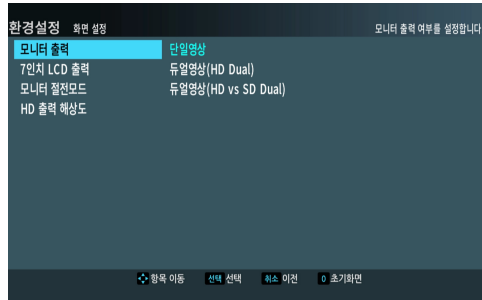 환경설정 화면 설정 모니터 출력 여부를 설정합니다
모니터 출력 단일영상
7인치 LCD 출력 듀얼영상(HD Dual)
모니터 절전모드 듀얼영상(HD vs SD Dual)
HD 출력 해상도
항목 이동 선택 선택 취소 이전 0 초기화면